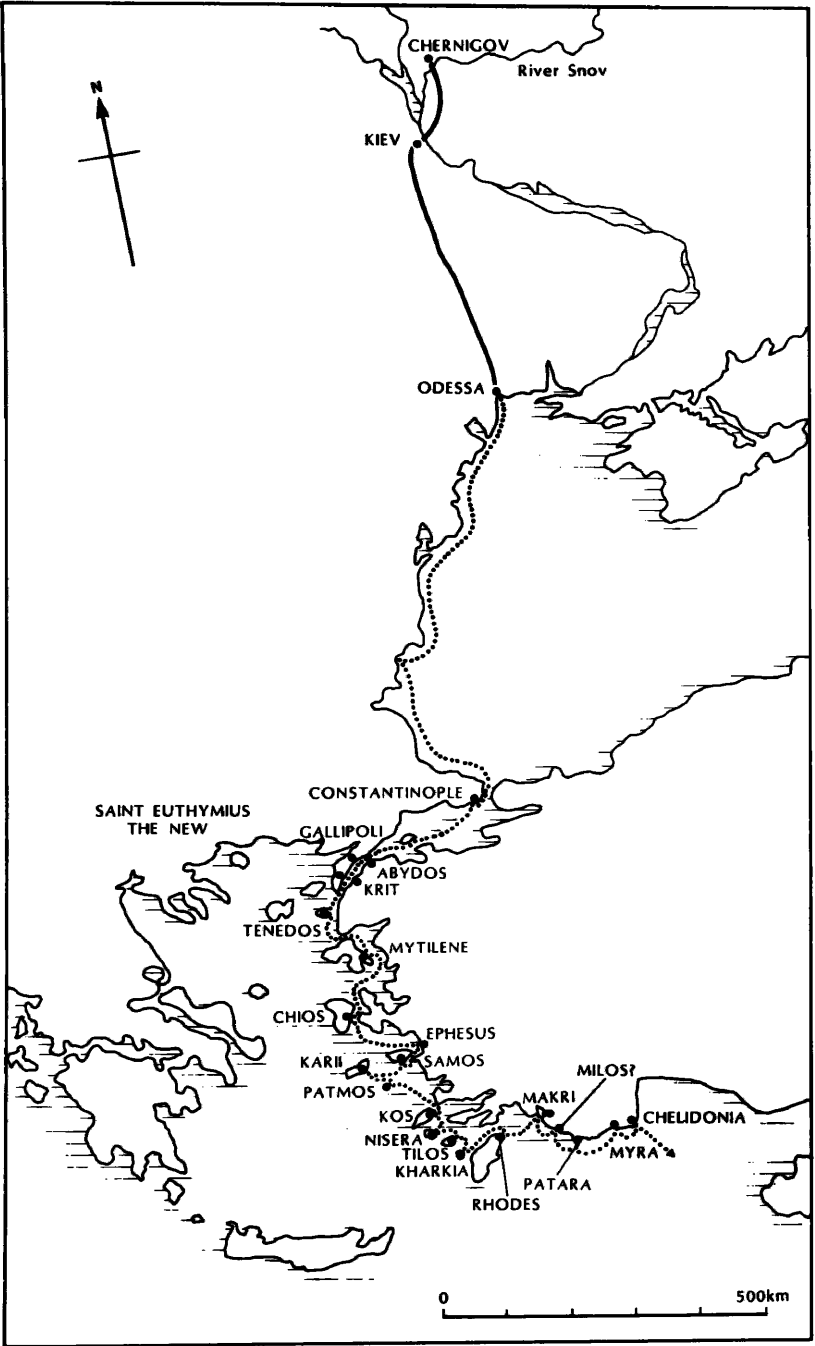 CHERNIGOV
River Snov
N
KIEV
ODESSA
CONSTANTINOPLE
SAINT EUTHYMIUS
THE NEW
GALLIPOLI
ABYDOS
KRIT
TENEDOS
MYTILENE
CHIOS
EPHESUS
KARII
SAMOS
PATMOS
MILOS?
MAKRI
KOS
CHELIDONIA
NISERA
TILOS
MYRA
KHARKIA
PATARA
RHODES
0
500km